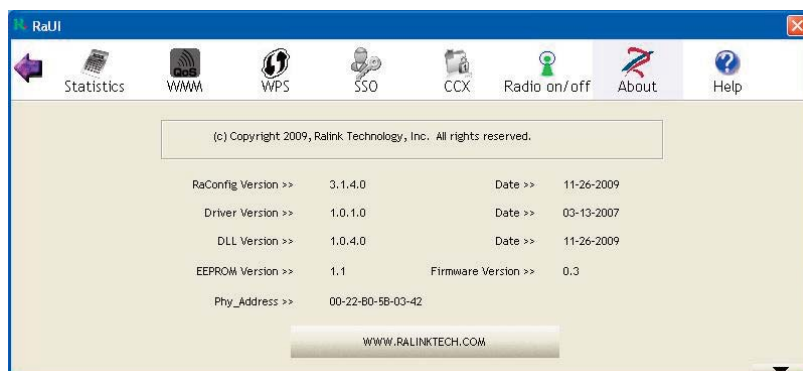 RaUI
Statistics WMM WPS SSO CCX Radio on/off About Help
(c) Copyright 2009, Ralink Technology, Inc. All rights reserved.
RaConfig Version >> 3.1.4.0 Date >> 11-26-2009
Driver Version >> 1.0.1.0 Date >> 03-13-2007
DLL Version >> 1.0.4.0 Date >> 11-26-2009
EEPROM Version >> 1.1 Firmware Version >> 0.3
Phy_Address >> 00-22-B0-5B-03-42
WWW.RALINKTECH.COM